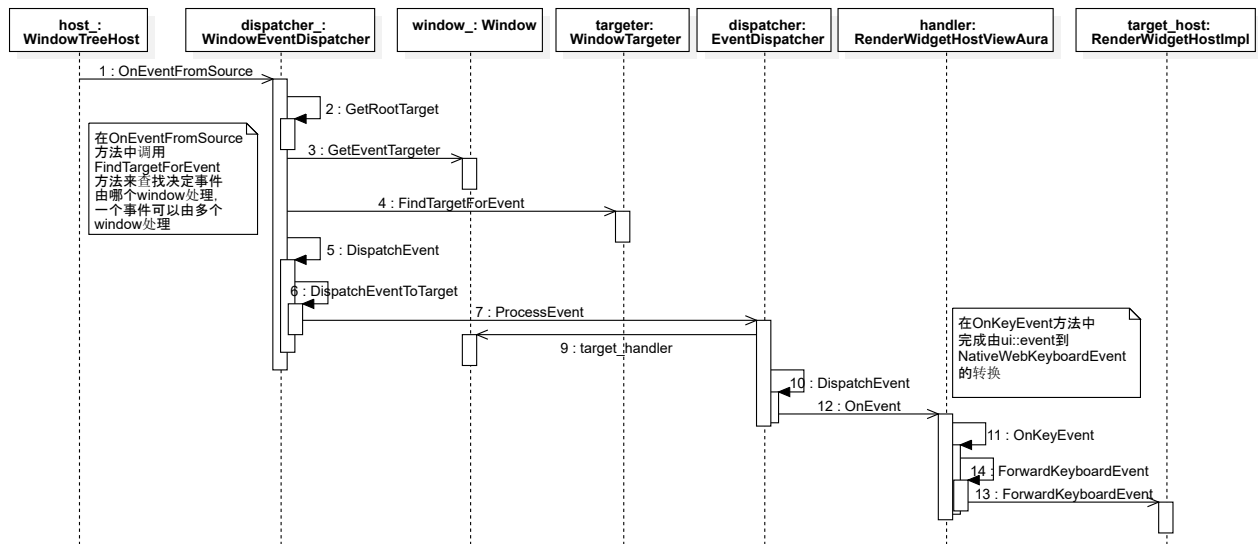 host_:
WindowTreeHost
dispatcher_:
WindowEventDispatcher
window_: Window
targeter:
WindowTargeter
dispatcher:
EventDispatcher
handler:
RenderWidgetHostViewAura
target_host:
RenderWidgetHostImpl
1 : OnEventFromSource
2 : GetRootTarget
在OnEventFromSource
方法中调用
FindTargetForEvent
方法来查找决定事件
由哪个window处理,
一个事件可以由多个
window处理
3 : GetEventTargeter
4 : FindTargetForEvent
5 : DispatchEvent
6 : DispatchEventToTarget
7 : ProcessEvent
在OnKeyEvent方法中
完成由ui::event到
NativeWebKeyboardEvent
的转换
9 : target_handler
10 : DispatchEvent
12 : OnEvent
11 : OnKeyEvent
14 : ForwardKeyboardEvent
13 : ForwardKeyboardEvent